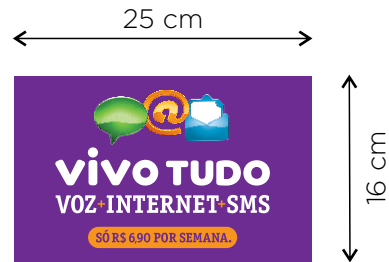 25 cm
vivo TUDO
VOZ+INTERNET+SMS
SÓ R$ 6,90 POR SEMANA.
16 cm